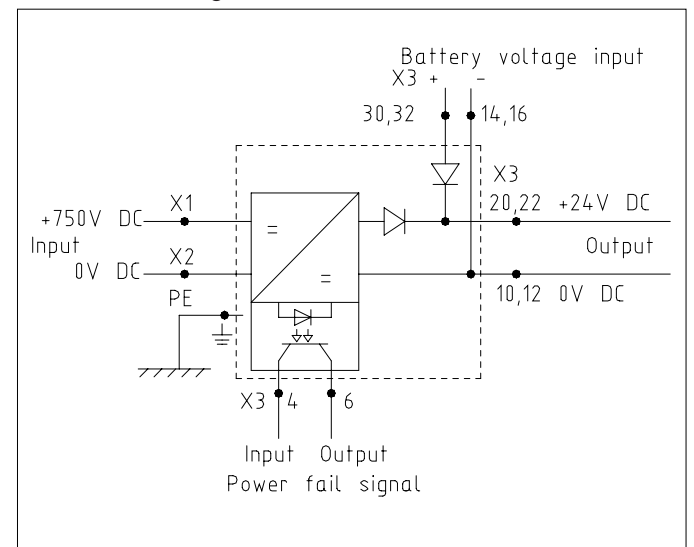 Battery voltage input
X3 + -
30,32 14,16
X3
X1 20,22 +24V DC
+750V DC
Input Output
X2
0V DC
PE 10,12 0V DC
=
=
X3 4 6
Input Output
Power fail signal